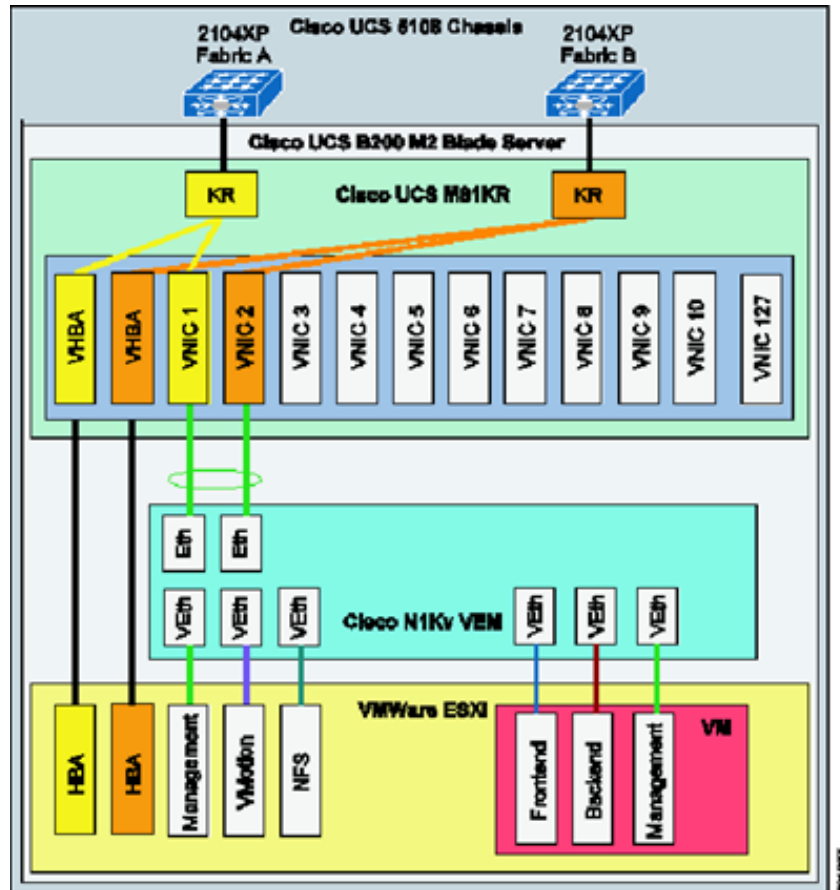 Cisco UCS 5108 Chassis
2104XP
Fabric A
2104XP
Fabric B
Cisco UCS B200 M2 Blade Server
KR
Cisco UCS M81KR
KR
VHBA
VHBA
VNIC 1
VNIC 2
VNIC 3
VNIC 4
VNIC 5
VNIC 6
VNIC 7
VNIC 8
VNIC 9
VNIC 10
VNIC 127
Eth
Eth
VEth
VEth
VEth
Cisco N1Kv VEM
VEth
VEth
VEth
VMWare ESXi
VM
HBA
HBA
Management
VMotion
NFS
Frontend
Backend
Management